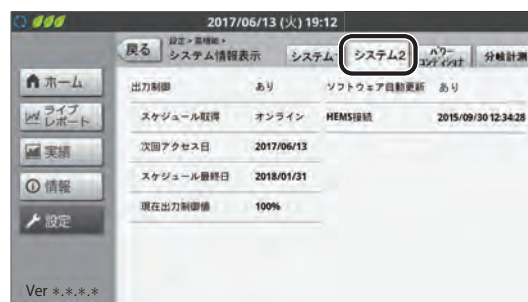 2017/06/13 (火) 19:12
戻る
設定 > 蓄機能 >
システム情報表示
システム1
システム2
パワーコンディショナ
分岐計測
ホーム
ライブレポート
実績
情報
設定
出力制御 あり
スケジュール取得 オンライン
次回アクセス日 2017/06/13
スケジュール最終日 2018/01/31
現在出力制御値 100%
ソフトウェア自動更新 あり
HEMS接続 2015/09/30 12:34:28
Ver *.*.*.*